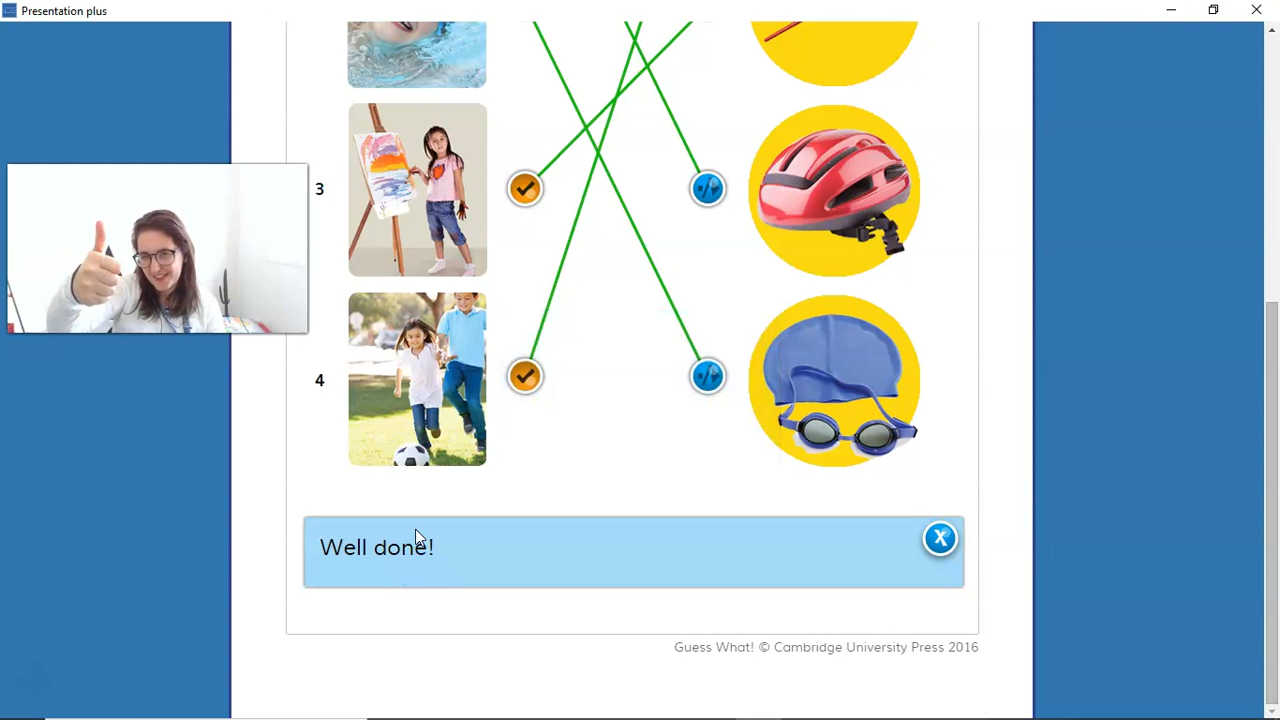 Presentation plus
3
4
Well done!
X
Guess What! © Cambridge University Press 2016